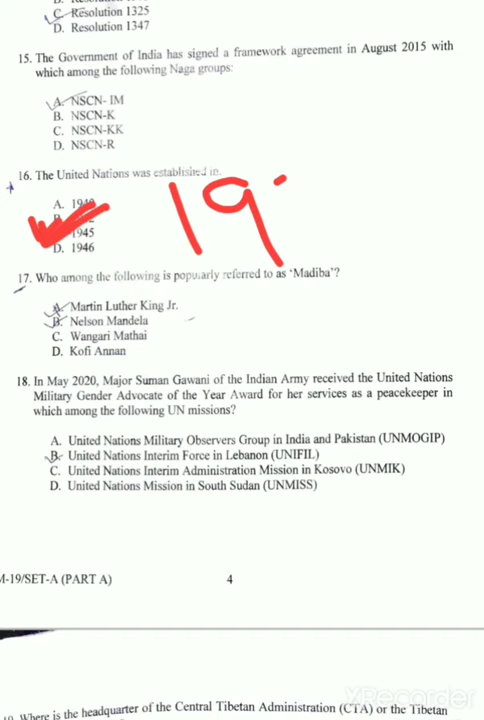 C. Resolution 1325
D. Resolution 1347
15. The Government of India has signed a framework agreement in August 2015 with
which among the following Naga groups:
A. NSCN- IM
B. NSCN-K
C. NSCN-KK
D. NSCN-R
16. The United Nations was established in.
19
A.
1945
D. 1946
17. Who among the following is popularly referred to as 'Madiba'?
A. Martin Luther King Jr.
B. Nelson Mandela
C. Wangari Mathai
D. Kofi Annan
18. In May 2020, Major Suman Gawani of the Indian Army received the United Nations
Military Gender Advocate of the Year Award for her services as a peacekeeper in
which among the following UN missions?
A. United Nations Military Observers Group in India and Pakistan (UNMOGIP)
B. United Nations Interim Force in Lebanon (UNIFIL)
C. United Nations Interim Administration Mission in Kosovo (UNMIK)
D. United Nations Mission in South Sudan (UNMISS)
M-19/SET-A (PART A)
4
XRecorder
19. Where is the headquarter of the Central Tibetan Administration (CTA) or the Tibetan